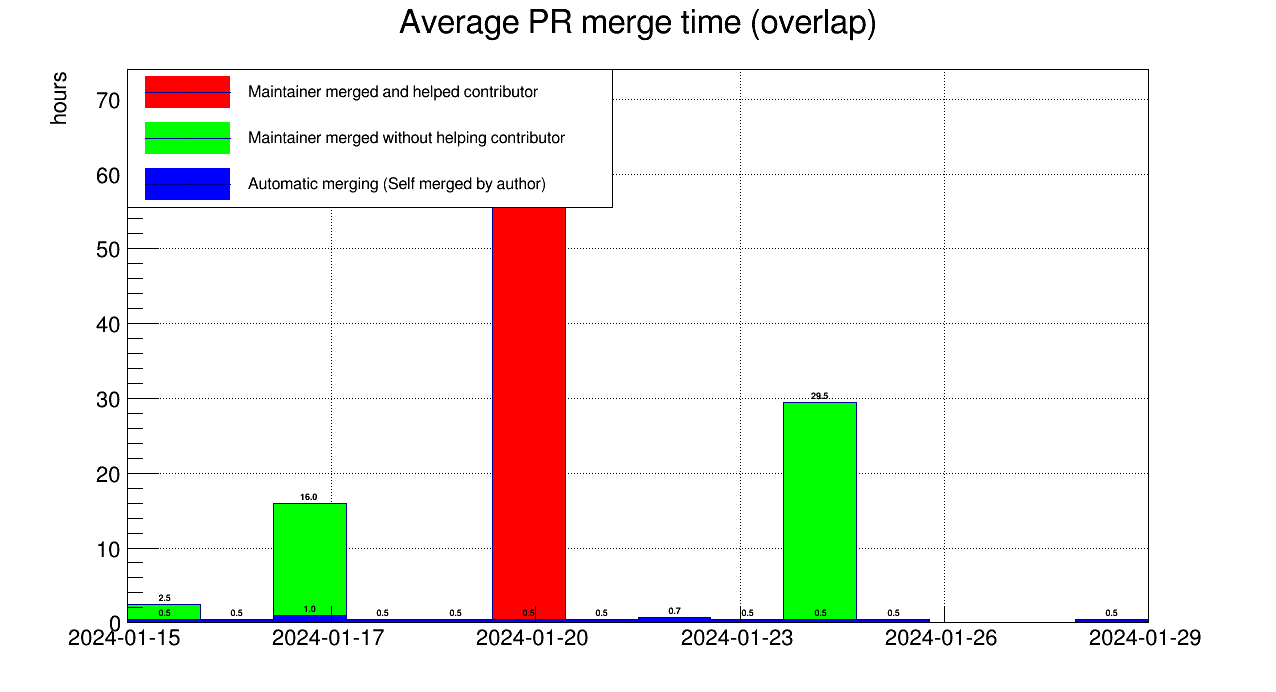 Average PR merge time (overlap)
hours
70
60
50
40
30
20
10
0
Maintainer merged and helped contributor
Maintainer merged without helping contributor
Automatic merging (Self merged by author)
29.5
16.0
2.5
0.5 0.5 1.0 0.5 0.5 0.5 0.5 0.7 0.5 0.5 0.5 0.5
2024-01-15 2024-01-17 2024-01-20 2024-01-23 2024-01-26 2024-01-29